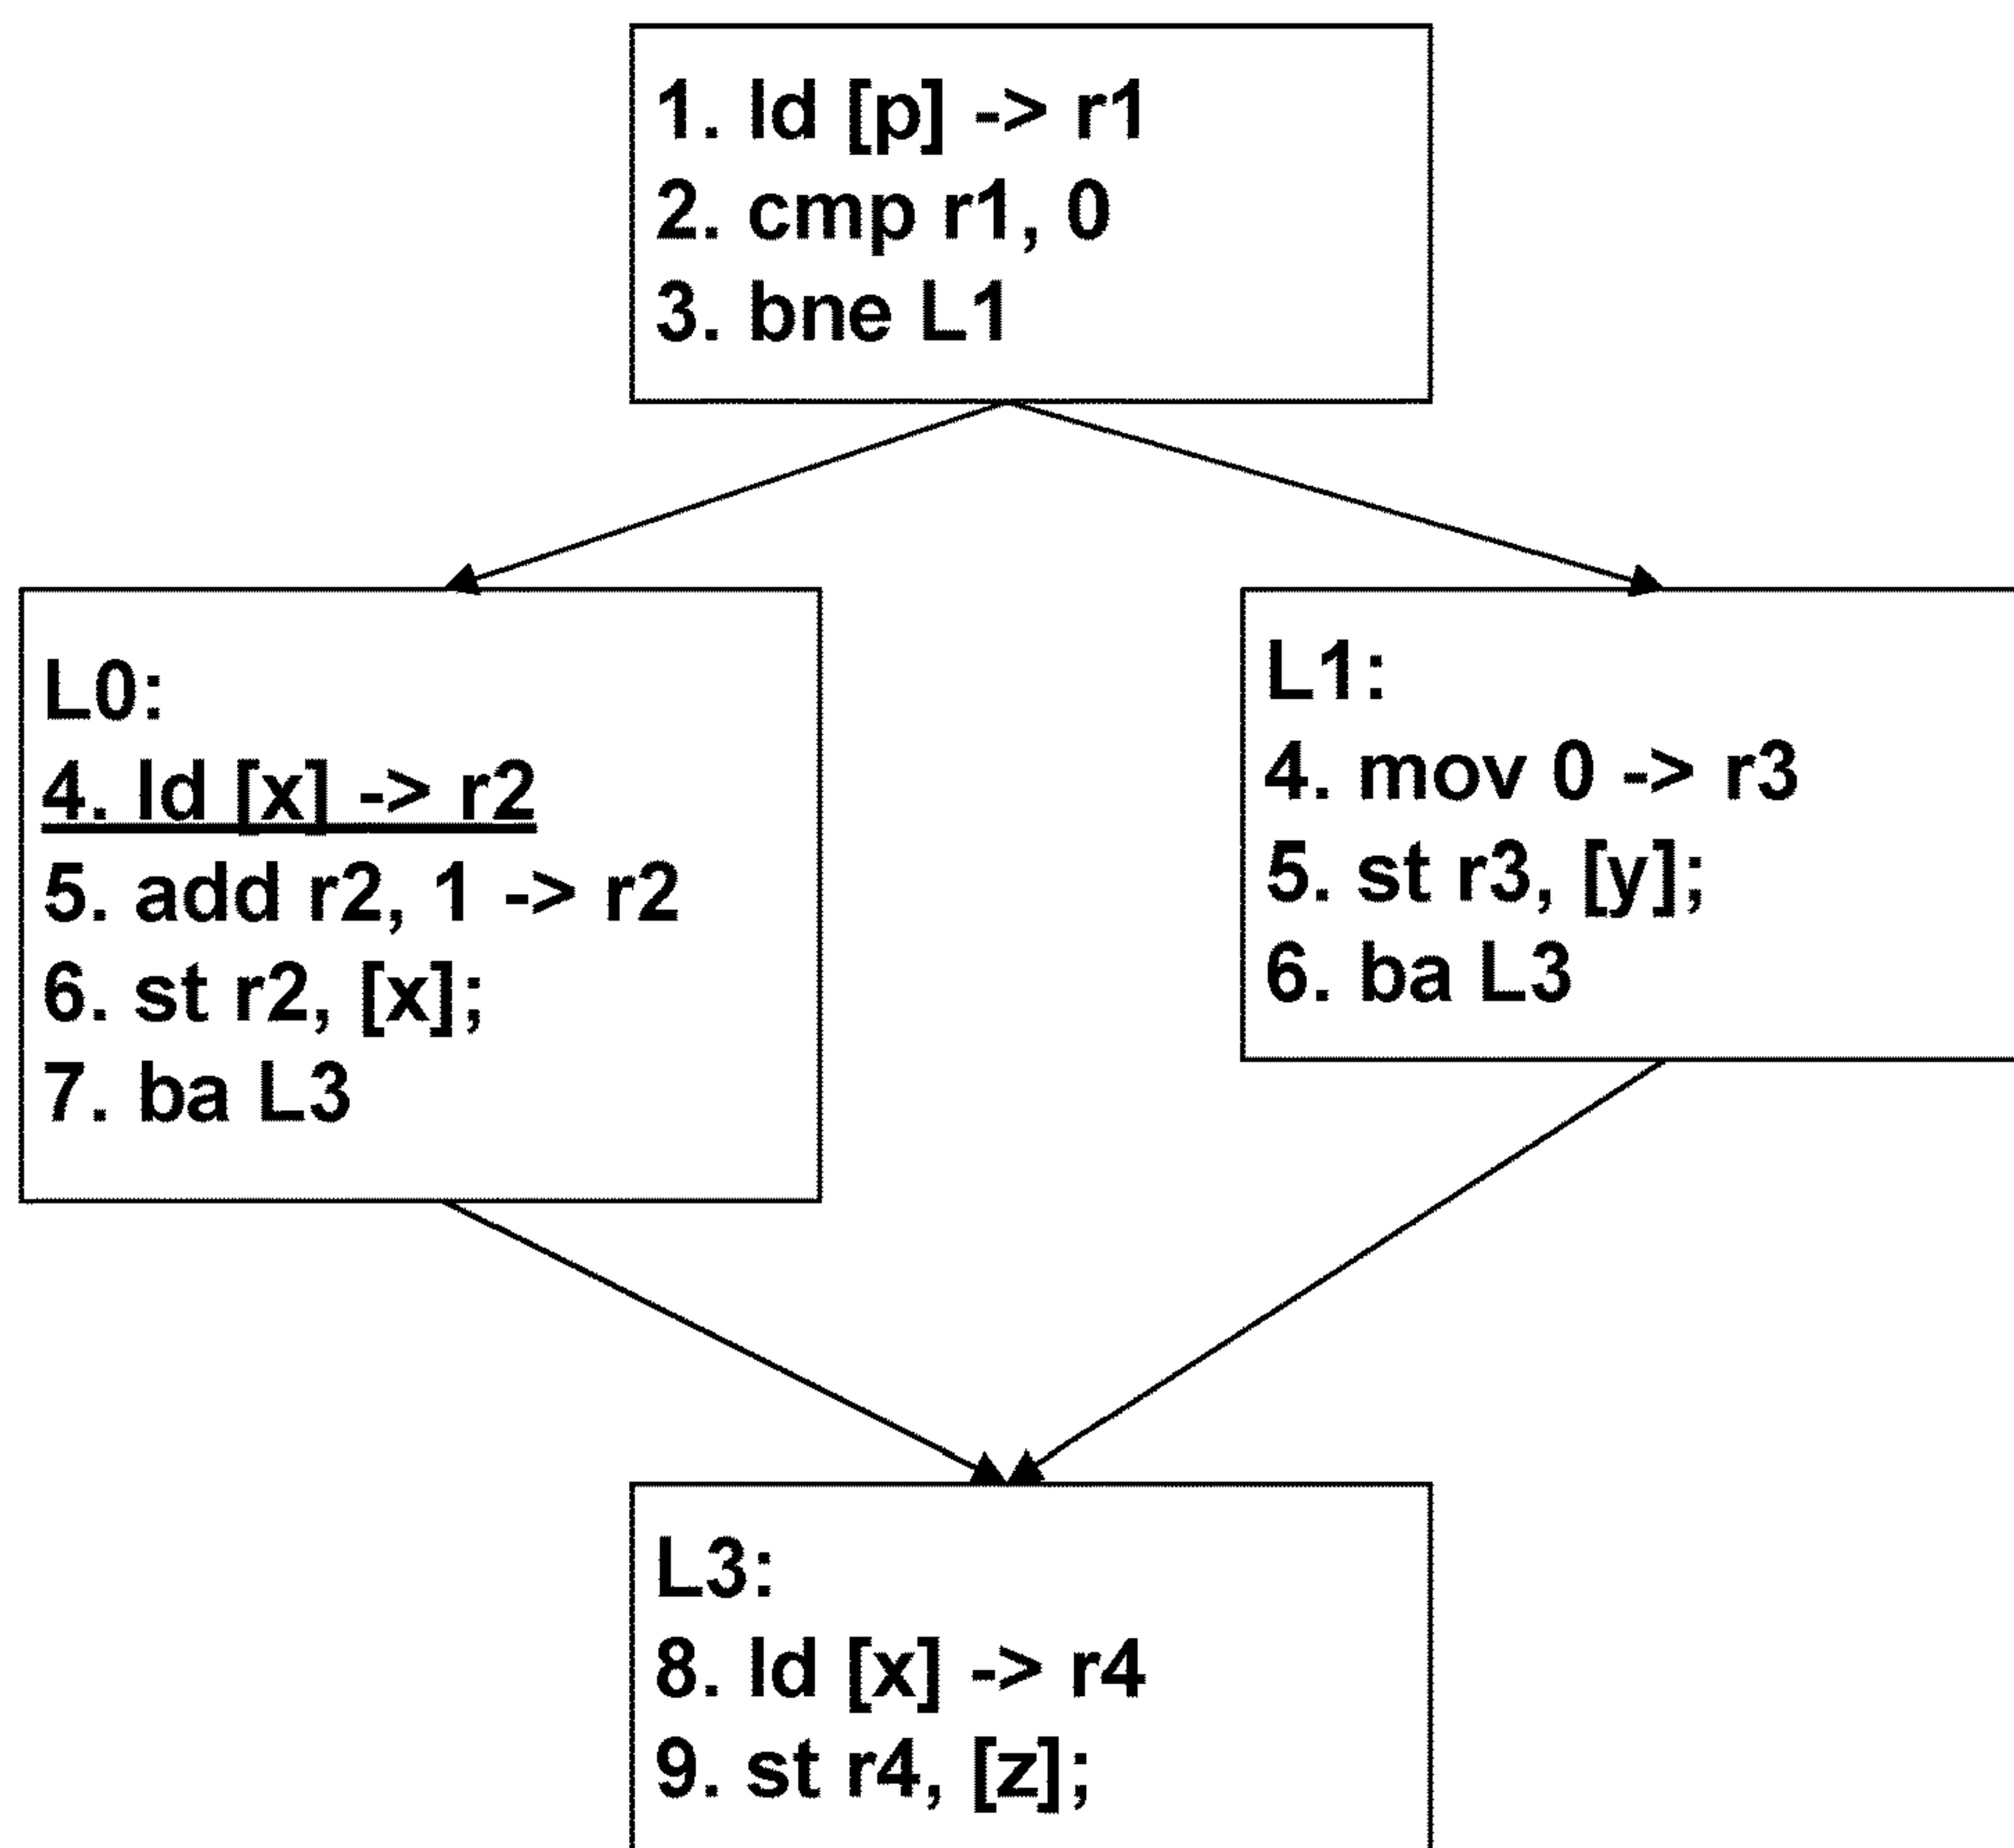 1. ld [p] -> r1
2. cmp r1, 0
3. bne L1
L0:
4. ld [x] -> r2
5. add r2, 1 -> r2
6. st r2, [x];
7. ba L3
L1:
4. mov 0 -> r3
5. st r3, [y];
6. ba L3
L3:
8. ld [x] -> r4
9. st r4, [z];